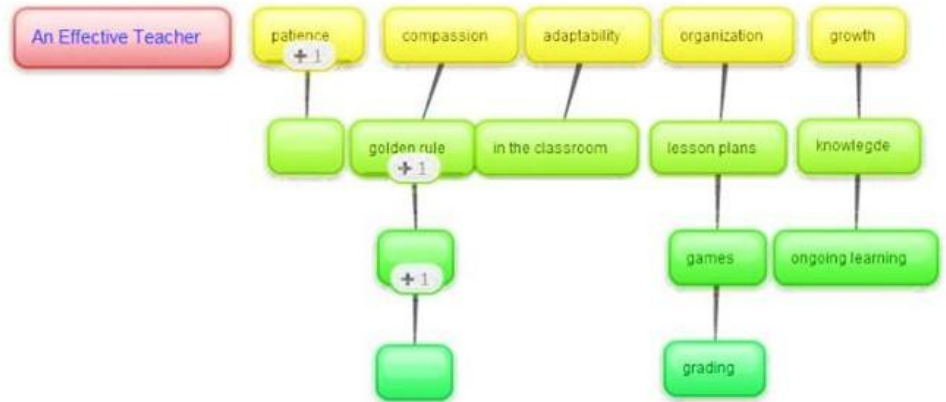 An Effective Teacher
patience
compassion
adaptability
organization
growth
+ 1
golden rule
in the classroom
lesson plans
knowlegde
+ 1
games
ongoing learning
+ 1
grading